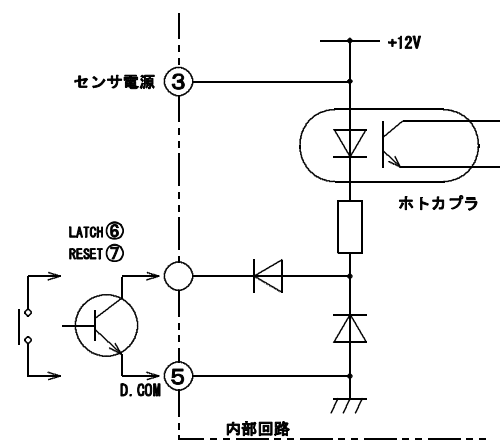 +12V
センサ電源 ③
ホトカプラ
LATCH⑥
RESET⑦
⑤
D.COM
内部回路